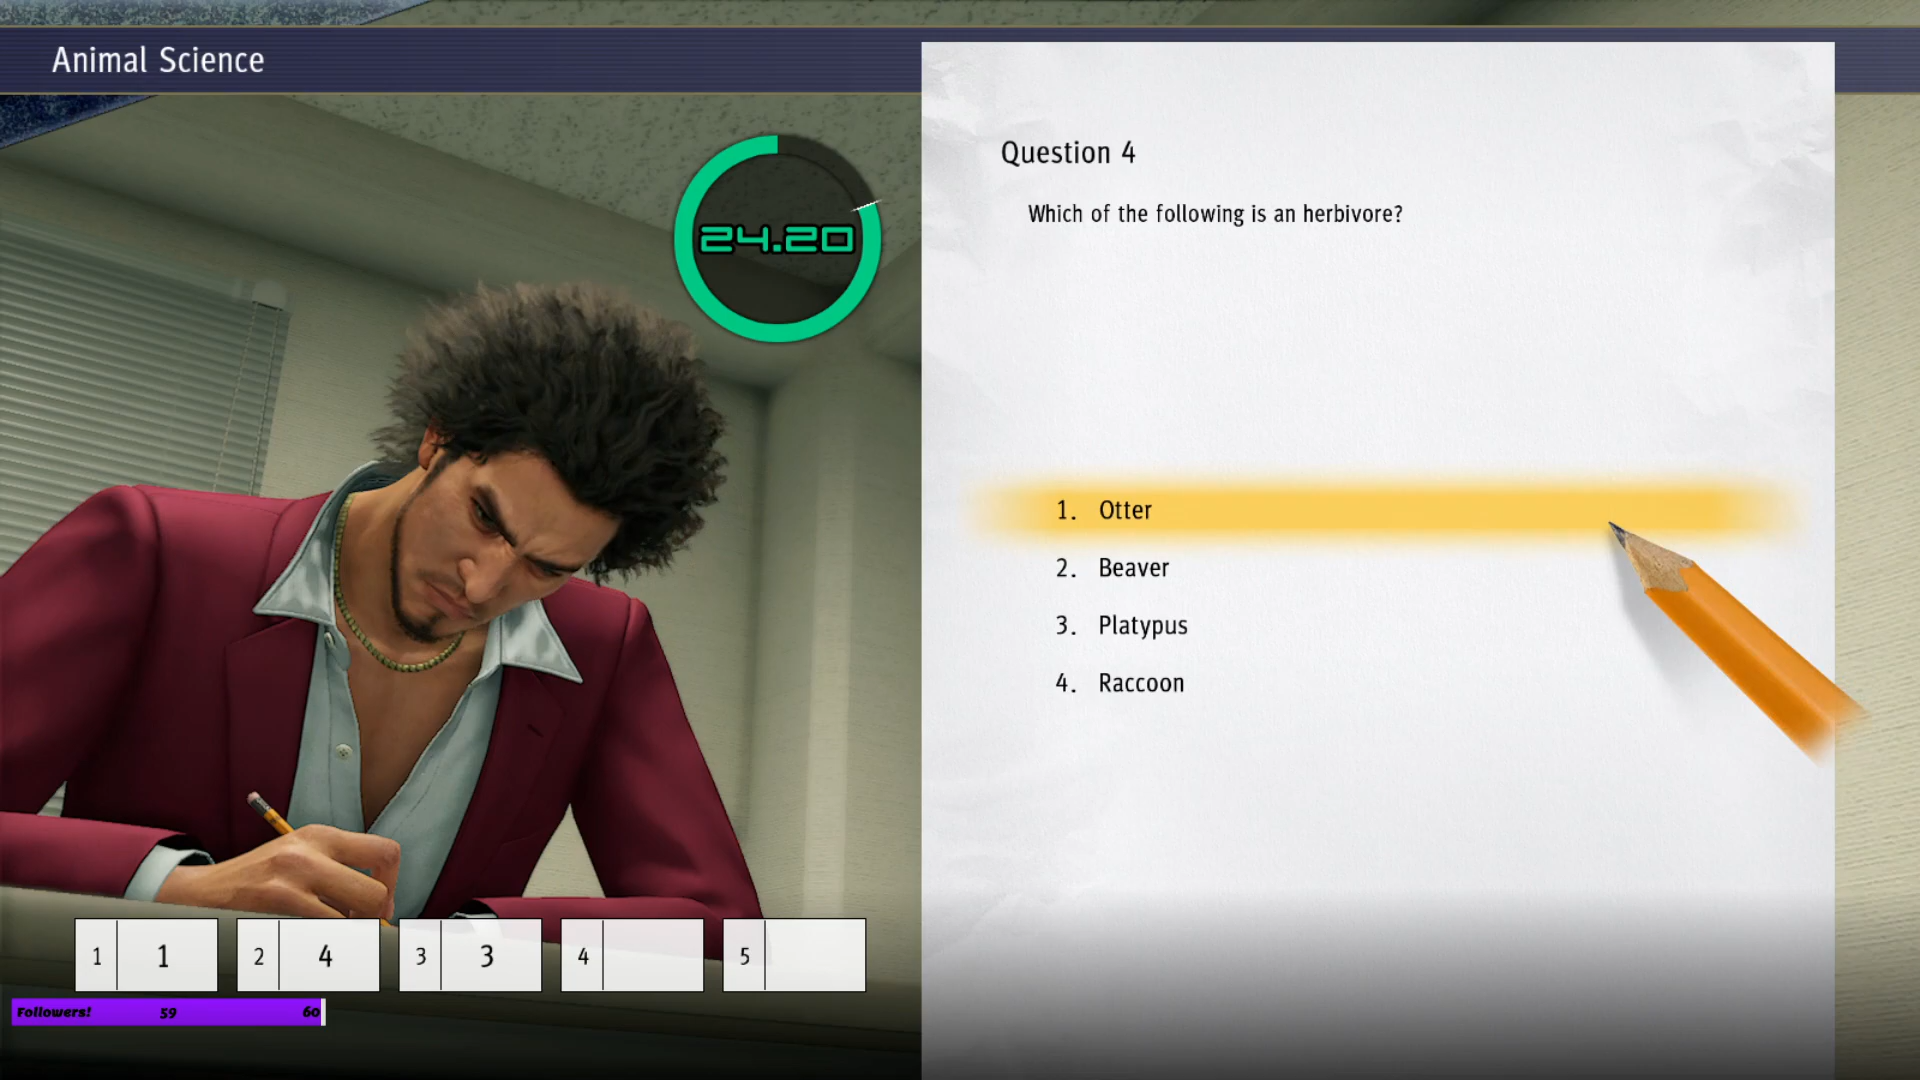 Animal Science
24.20
Question 4
Which of the following is an herbivore?
1. Otter
2. Beaver
3. Platypus
4. Raccoon
1 1 2 4 3 3 4 5
Followers! 59 60